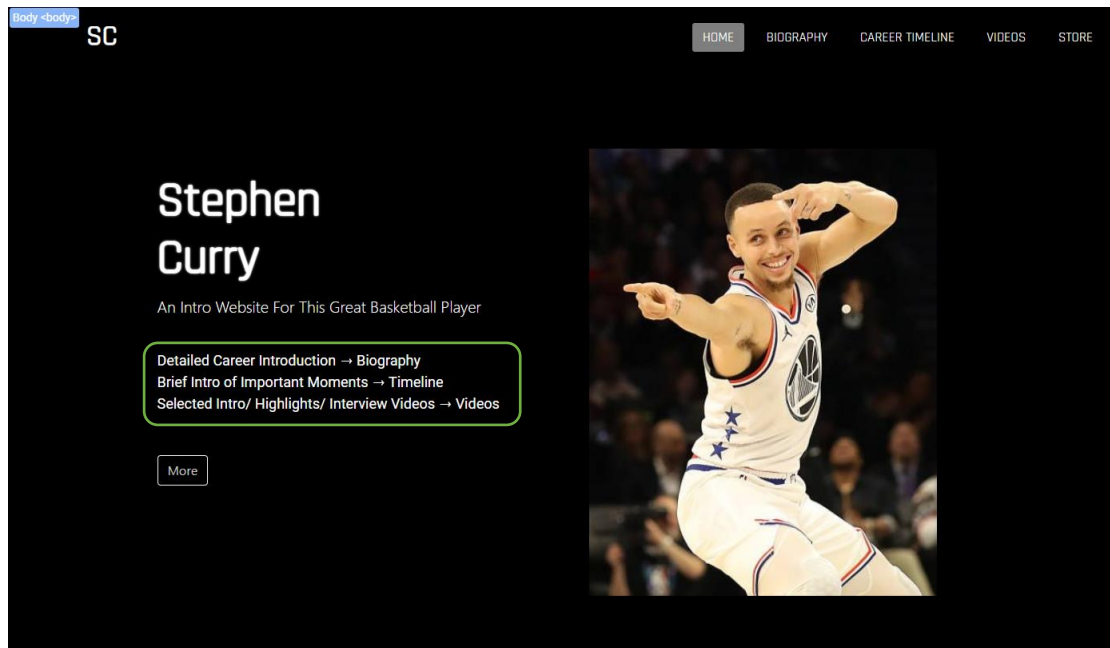 Body <body>
SC
HOME
BIOGRAPHY
CAREER TIMELINE
VIDEOS
STORE
Stephen
Curry
An Intro Website For This Great Basketball Player
Detailed Career Introduction → Biography
Brief Intro of Important Moments → Timeline
Selected Intro/ Highlights/ Interview Videos → Videos
More